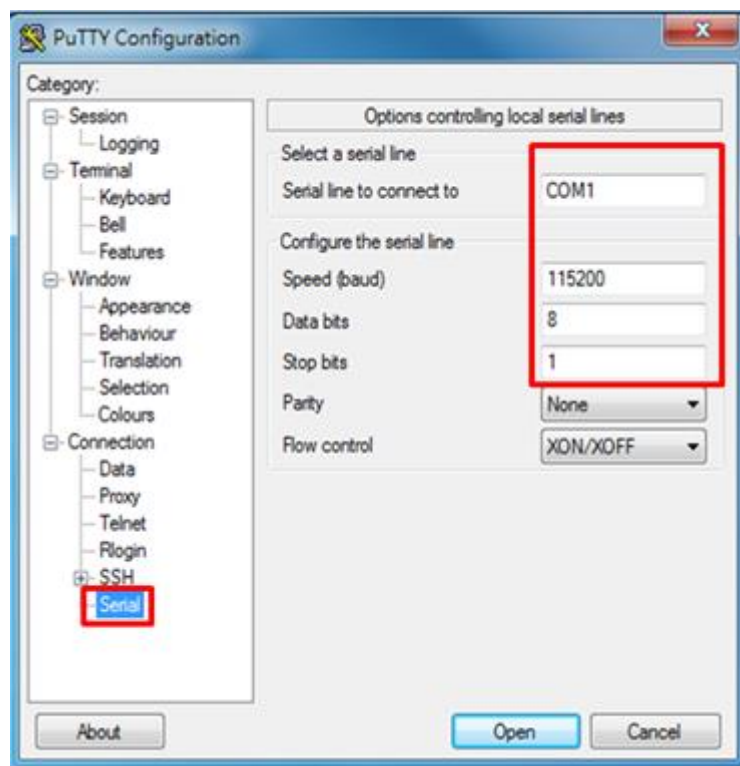 PuTTY Configuration
Category:
Session
Logging
Terminal
Keyboard
Bell
Features
Window
Appearance
Behaviour
Translation
Selection
Colours
Connection
Data
Proxy
Telnet
Rlogin
SSH
Serial
Options controlling local serial lines
Select a serial line
Serial line to connect to COM1
Configure the serial line
Speed (baud) 115200
Data bits 8
Stop bits 1
Parity None
Flow control XON/XOFF
About Open Cancel